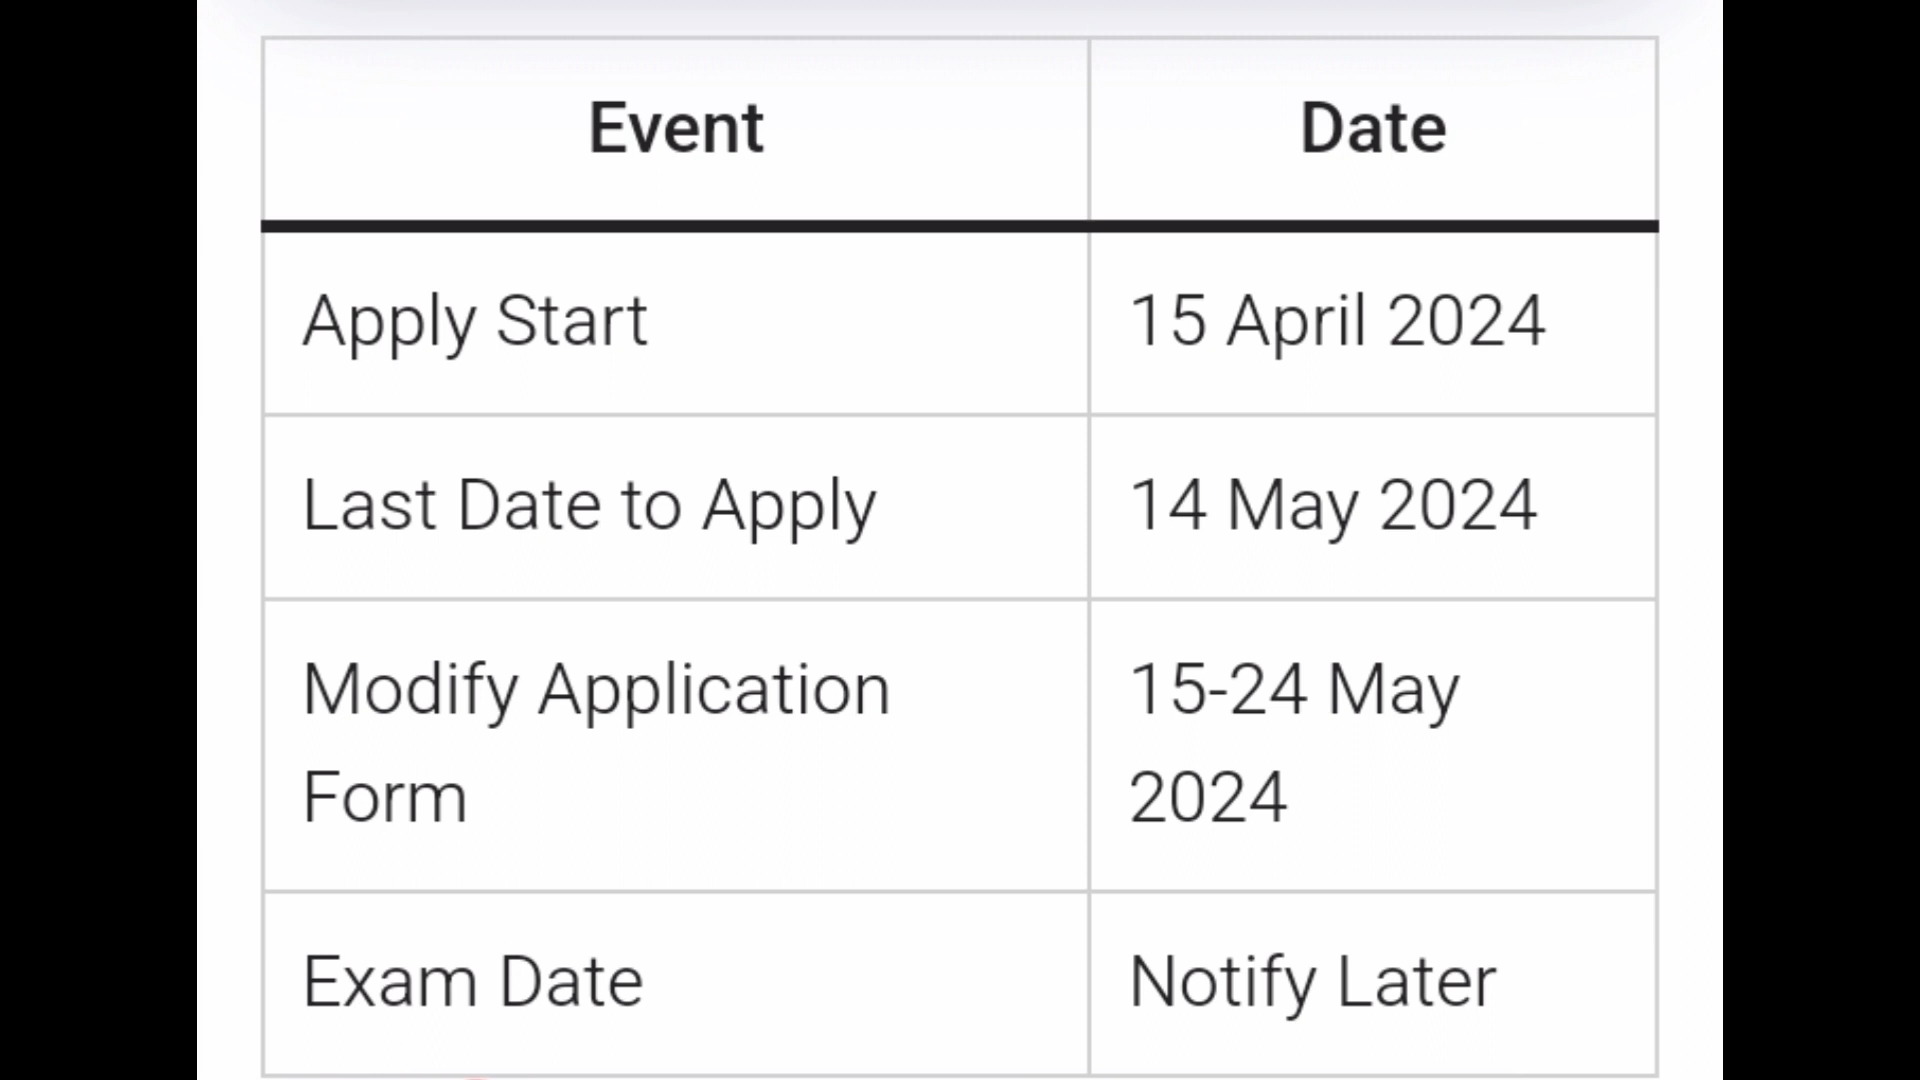 Event Date
Apply Start 15 April 2024
Last Date to Apply 14 May 2024
Modify Application 15-24 May
Form 2024
Exam Date Notify Later